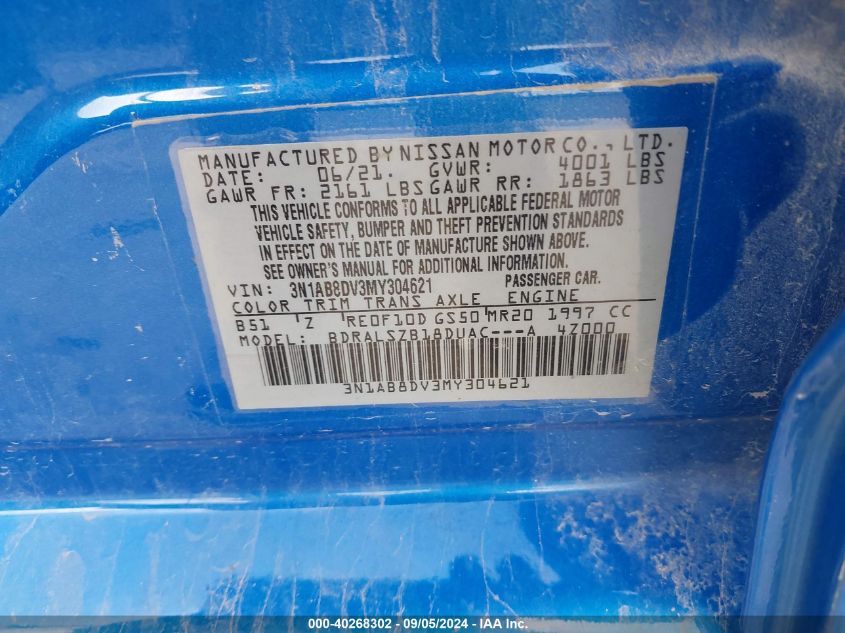 MANUFACTURED BY NISSAN MOTOR CO., LTD.
DATE: 06/21. GVWR: 4001 LBS
GAWR FR: 2161 LBS GAWR RR: 1863 LBS
THIS VEHICLE CONFORMS TO ALL APPLICABLE FEDERAL MOTOR
VEHICLE SAFETY, BUMPER AND THEFT PREVENTION STANDARDS
IN EFFECT ON THE DATE OF MANUFACTURE SHOWN ABOVE.
SEE OWNER'S MANUAL FOR ADDITIONAL INFORMATION.
VIN: 3N1AB8DV3MY304621 PASSENGER CAR.
COLOR TRIM TRANS AXLE ENGINE
B51 Z RE0F10D GS50 MR20 1997 CC
MODEL: BDRALSZB18DUAC---A 4Z000
3N1AB8DV3MY304621
000-40268302 - 09/05/2024 - IAA Inc.